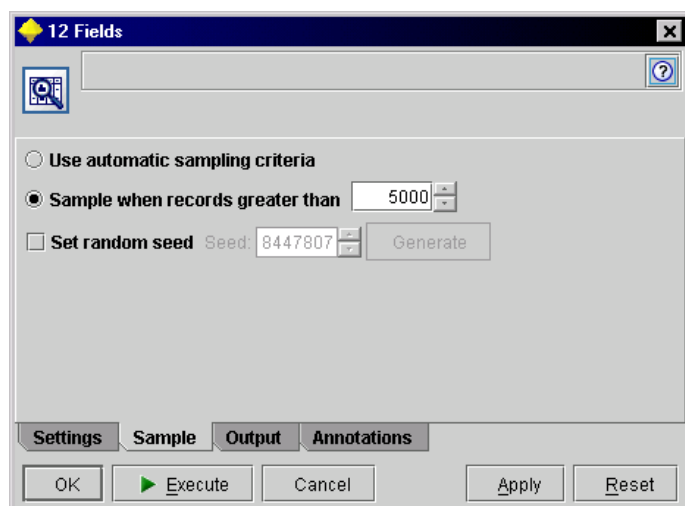 12 Fields
Use automatic sampling criteria
Sample when records greater than 5000
Set random seed Seed: 8447807 Generate
Settings Sample Output Annotations
OK Execute Cancel Apply Reset